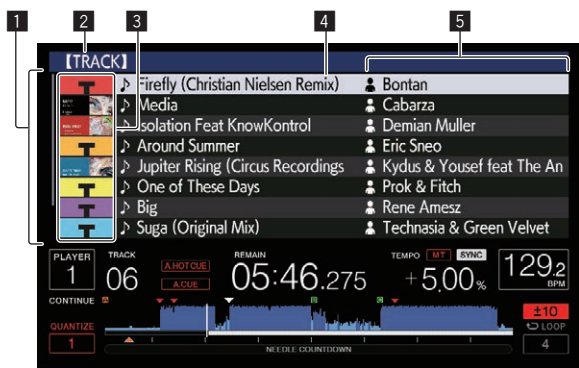 1 2 3 4 5
【TRACK】
T ♪ Firefly (Christian Nielsen Remix) Bontan
♪ Media Cabarza
♪ Isolation Feat KnowKontrol Demian Muller
T ♪ Around Summer Eric Sneo
♪ Jupiter Rising (Circus Recordings Kydus & Yousef feat The An
T ♪ One of These Days Prok & Fitch
T ♪ Big Rene Amesz
T ♪ Suga (Original Mix) Technasia & Green Velvet
PLAYER TRACK REMAIN TEMPO MT SYNC
1 06 A.HOTCUE A.CUE 05:46.275 +5.00% 129.2 BPM
CONTINUE A B C ±10
QUANTIZE LOOP
1 NEEDLE COUNTDOWN 4